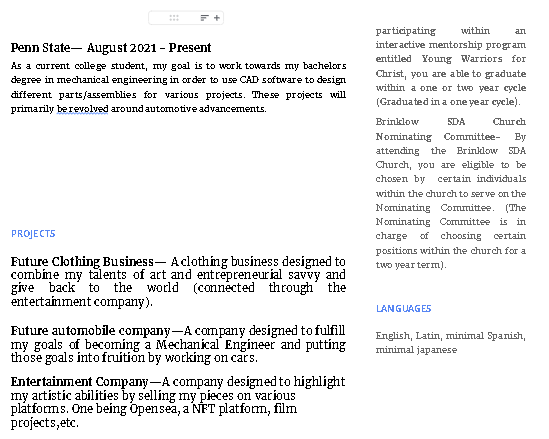 Penn State— August 2021 – Present
As a current college student, my goal is to work towards my bachelors
degree in mechanical engineering in order to use CAD software to design
different parts/assemblies for various projects. These projects will
primarily be revolved around automotive advancements.
PROJECTS
Future Clothing Business— A clothing business designed to
combine my talents of art and entrepreneurial savvy and
give back to the world (connected through the
entertainment company).
Future automobile company—A company designed to fulfill
my goals of becoming a Mechanical Engineer and putting
those goals into fruition by working on cars.
Entertainment Company—A company designed to highlight
my artistic abilities by selling my pieces on various
platforms. One being Opensea, a NFT platform, film
projects,etc.
participating within an
interactive mentorship program
entitled Young Warriors for
Christ, you are able to graduate
within a one or two year cycle
(Graduated in a one year cycle).
Brinklow SDA Church
Nominating Committee– By
attending the Brinklow SDA
Church, you are eligible to be
chosen by certain individuals
within the church to serve on the
Nominating Committee. (The
Nominating Committee is in
charge of choosing certain
positions within the church for a
two year term).
LANGUAGES
English, Latin, minimal Spanish,
minimal japanese